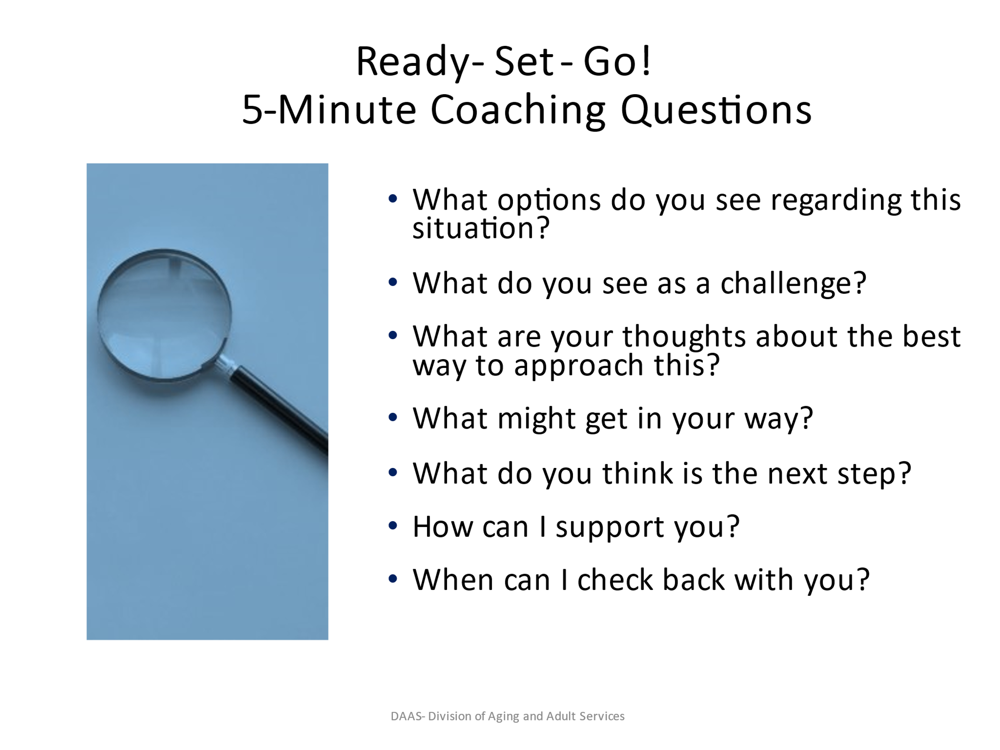 Ready- Set - Go!
5-Minute Coaching Questions
• What options do you see regarding this
situation?
• What do you see as a challenge?
• What are your thoughts about the best
way to approach this?
• What might get in your way?
• What do you think is the next step?
• How can I support you?
• When can I check back with you?
DAAS- Division of Aging and Adult Services